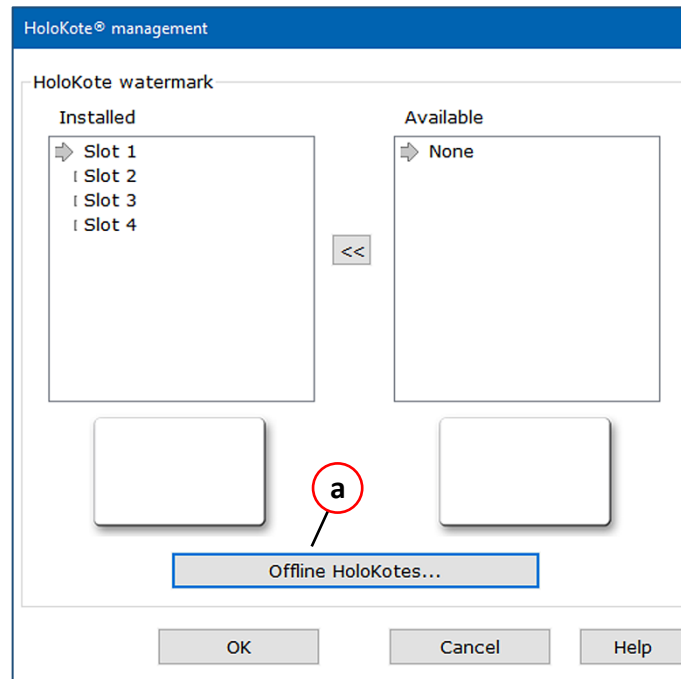 HoloKote® management
HoloKote watermark
Installed
Available
Slot 1
Slot 2
Slot 3
Slot 4
None
<<
a
Offline HoloKotes...
OK
Cancel
Help